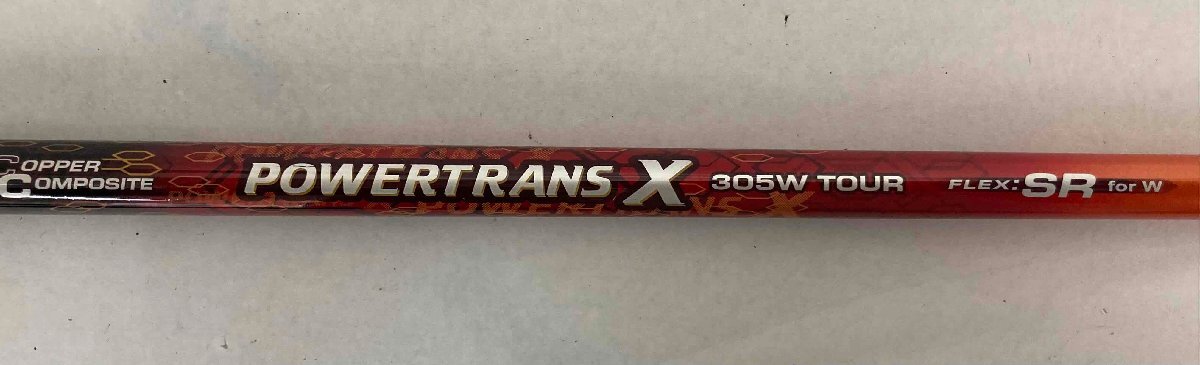 COPPER
COMPOSITE
POWERTRANS X 305W TOUR FLEX: SR for W